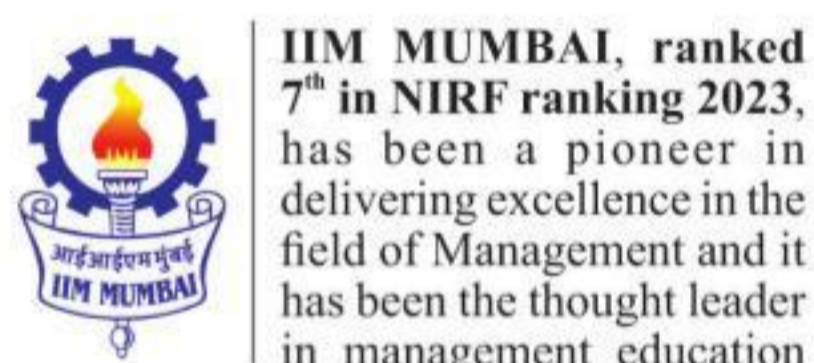 आईआईएम मुंबई
IIM MUMBAI
IIM MUMBAI, ranked
7th in NIRF ranking 2023,
has been a pioneer in
delivering excellence in the
field of Management and it
has been the thought leader
in management education